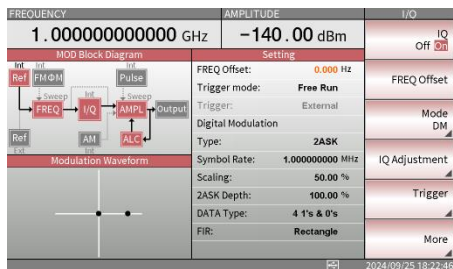 FREQUENCY AMPLITUDE I/Q
1.000000000000 GHz −140.00 dBm
IQ
Off On
MOD Block Diagram Setting
Int Int Int
Ref FMΦM Pulse
Sweep Sweep
Int
FREQ I/Q AMPL Output
Ref AM ALC
Ext Int
FREQ Offset: 0.000 Hz
Trigger mode: Free Run
Trigger: External
Digital Modulation
Type: 2ASK
Symbol Rate: 1.000000000 MHz
Scaling: 50.00 %
2ASK Depth: 100.00 %
DATA Type: 4 1's & 0's
FIR: Rectangle
Modulation Waveform
FREQ Offset
Mode
DM
IQ Adjustment
Trigger
More
2024/09/25 18:22:46